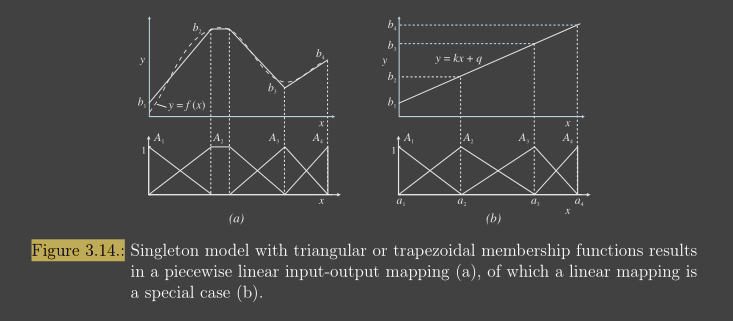 b₂
y
b₄
b₃
b₁
y = f (x)
x
1
A₁
A₂
A₃
A₄
x
(a)
b₄
b₃
y
b₂
y = kx + q
b₁
x
1
A₁
A₂
A₃
A₄
a₁
a₂
a₃
a₄
x
(b)
Figure 3.14.: Singleton model with triangular or trapezoidal membership functions results
in a piecewise linear input-output mapping (a), of which a linear mapping is
a special case (b).